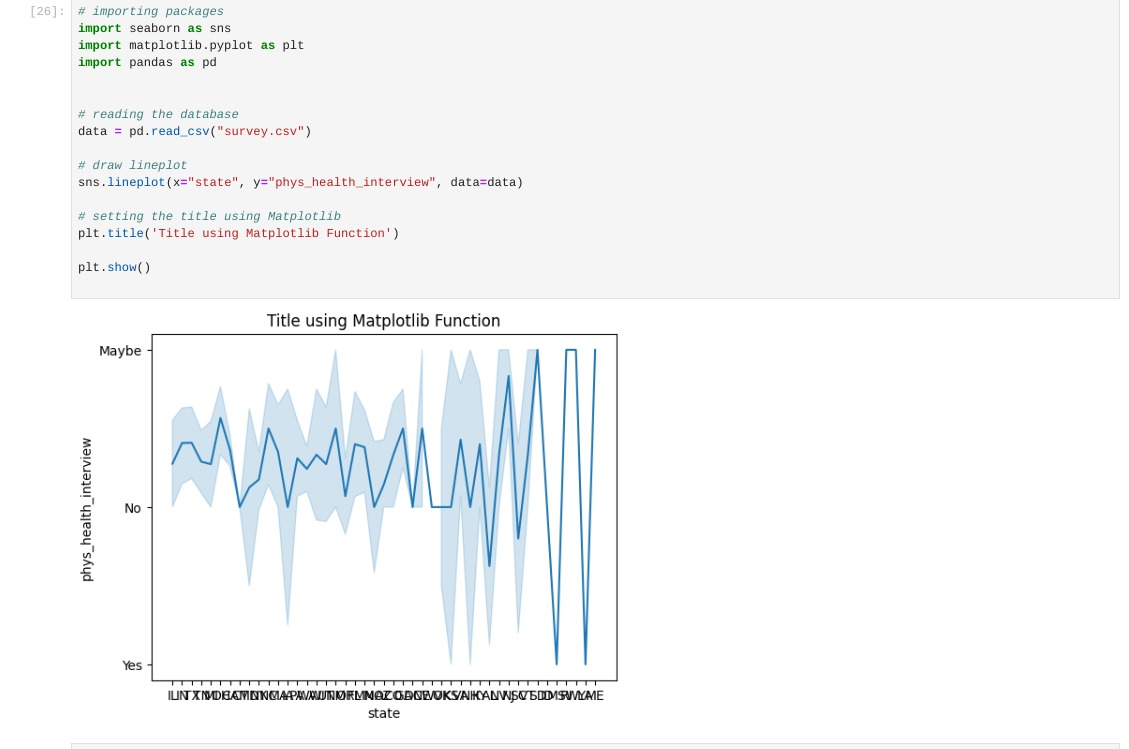 [26]:
# importing packages
import seaborn as sns
import matplotlib.pyplot as plt
import pandas as pd
# reading the database
data = pd.read_csv("survey.csv")
# draw lineplot
sns.lineplot(x="state", y="phys_health_interview", data=data)
# setting the title using Matplotlib
plt.title('Title using Matplotlib Function')
plt.show()
Title using Matplotlib Function
Maybe
No
Yes
phys_health_interview
state